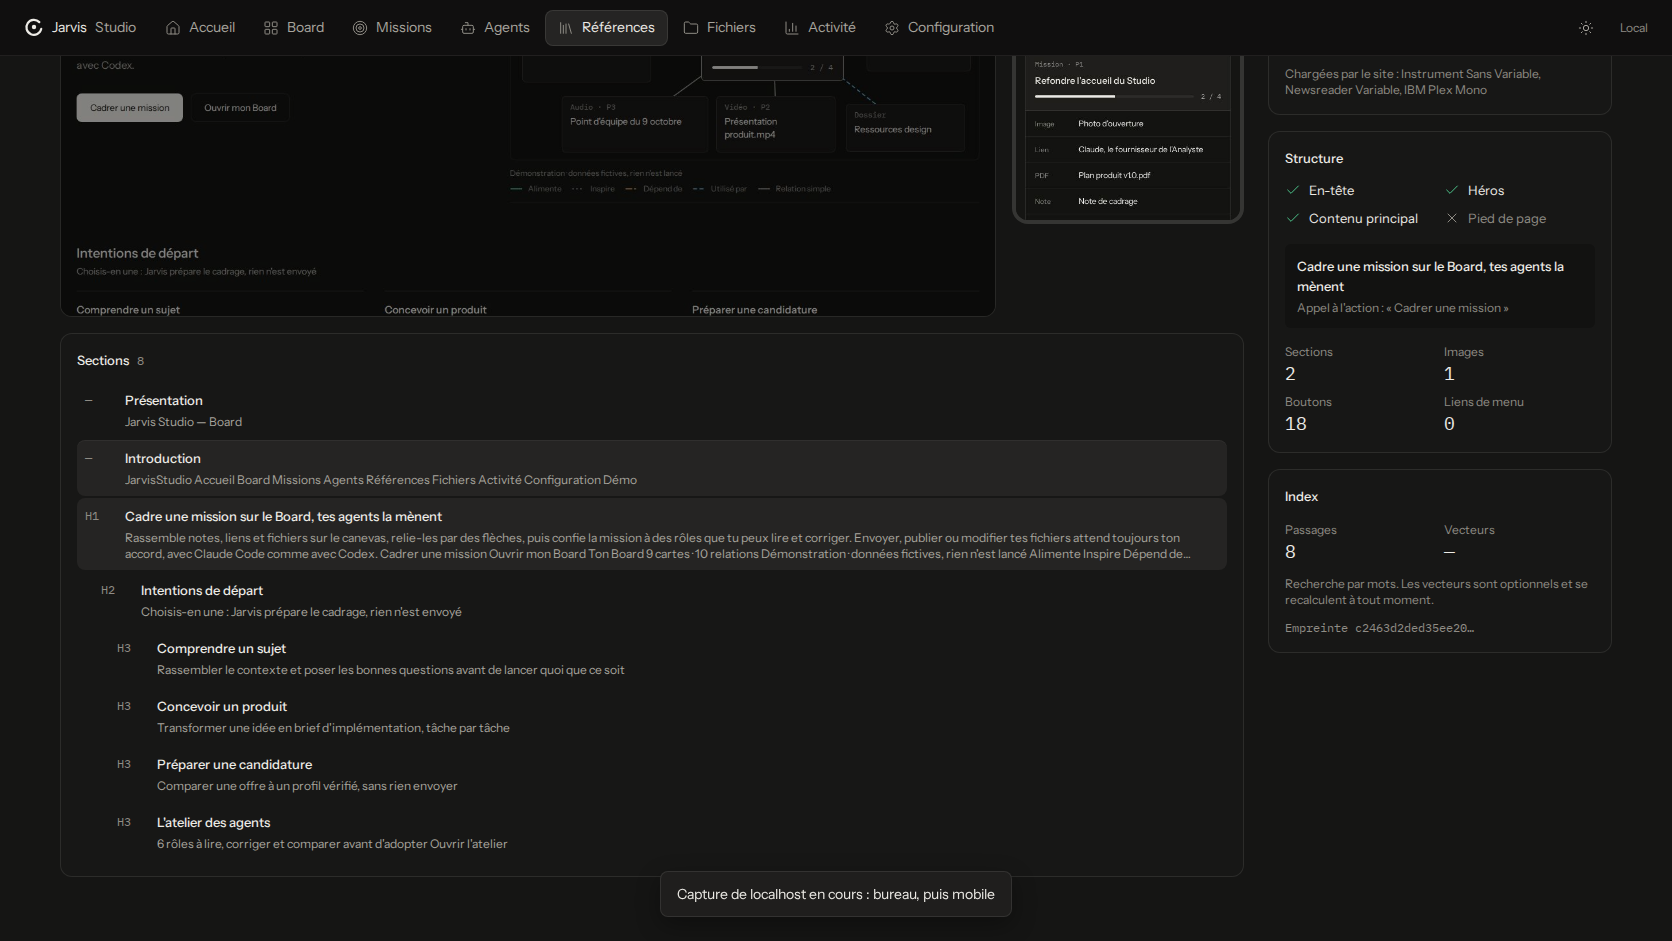 Jarvis Studio
Accueil
Board
Missions
Agents
Références
Fichiers
Activité
Configuration
Local
avec Codex.
Cadrer une mission
Ouvrir mon Board
2 / 4
Audio · P3
Point d'équipe du 9 octobre
Vidéo · P2
Présentation
produit.mp4
Dossier
Ressources design
Démonstration·données fictives, rien n'est lancé
Alimente
Inspire
Dépend de
Utilisé par
Relation simple
Intentions de départ
Choisis-en une : Jarvis prépare le cadrage, rien n'est envoyé
Comprendre un sujet
Concevoir un produit
Préparer une candidature
Mission · P1
Refondre l'accueil du Studio
2 / 4
Image
Photo d'ouverture
Lien
Claude, le fournisseur de l'Analyste
PDF
Plan produit v1.0.pdf
Note
Note de cadrage
Sections 8
— Présentation
Jarvis Studio — Board
— Introduction
JarvisStudio Accueil Board Missions Agents Références Fichiers Activité Configuration Démo
H1 Cadre une mission sur le Board, tes agents la mènent
Rassemble notes, liens et fichiers sur le canevas, relie-les par des flèches, puis confie la mission à des rôles que tu peux lire et corriger. Envoyer, publier ou modifier tes fichiers attend toujours ton
accord, avec Claude Code comme avec Codex. Cadrer une mission Ouvrir mon Board Ton Board 9 cartes·10 relations Démonstration·données fictives, rien n'est lancé Alimente Inspire Dépend de…
H2 Intentions de départ
Choisis-en une : Jarvis prépare le cadrage, rien n'est envoyé
H3 Comprendre un sujet
Rassembler le contexte et poser les bonnes questions avant de lancer quoi que ce soit
H3 Concevoir un produit
Transformer une idée en brief d'implémentation, tâche par tâche
H3 Préparer une candidature
Comparer une offre à un profil vérifié, sans rien envoyer
H3 L'atelier des agents
6 rôles à lire, corriger et comparer avant d'adopter Ouvrir l'atelier
Chargées par le site : Instrument Sans Variable,
Newsreader Variable, IBM Plex Mono
Structure
En-tête
Héros
Contenu principal
Pied de page
Cadre une mission sur le Board, tes agents la
mènent
Appel à l'action : « Cadrer une mission »
Sections
Images
2
1
Boutons
Liens de menu
18
0
Index
Passages
Vecteurs
8
—
Recherche par mots. Les vecteurs sont optionnels et se
recalculent à tout moment.
Empreinte c2463d2ded35ee20…
Capture de localhost en cours : bureau, puis mobile